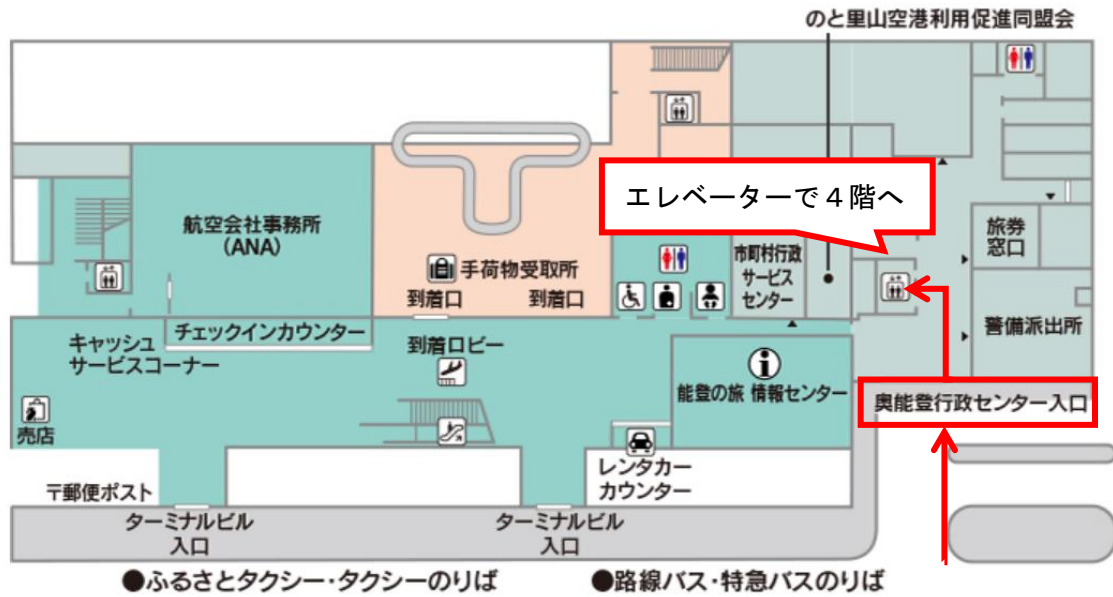 のと里山空港利用促進同盟会
エレベーターで４階へ
航空会社事務所
(ANA)
手荷物受取所
到着口
到着口
市町村行政
サービス
センター
旅券
窓口
警備派出所
キャッシュ
サービスコーナー
チェックインカウンター
到着ロビー
能登の旅 情報センター
奥能登行政センター入口
売店
レンタカー
カウンター
〒郵便ポスト
ターミナルビル
入口
ターミナルビル
入口
●ふるさとタクシー・タクシーのりば
●路線バス・特急バスのりば